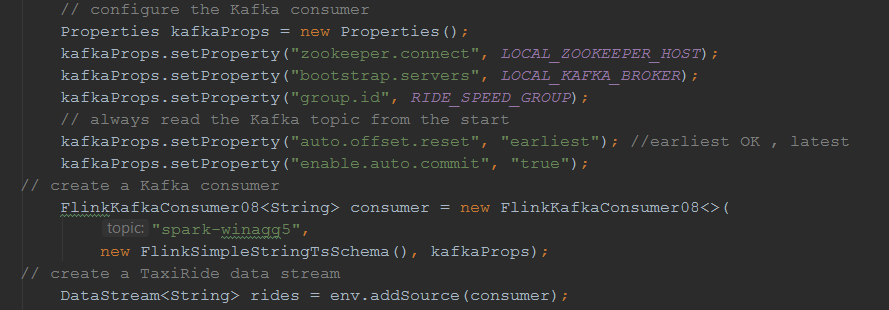 // configure the Kafka consumer
Properties kafkaProps = new Properties();
kafkaProps.setProperty("zookeeper.connect", LOCAL_ZOOKEEPER_HOST);
kafkaProps.setProperty("bootstrap.servers", LOCAL_KAFKA_BROKER);
kafkaProps.setProperty("group.id", RIDE_SPEED_GROUP);
// always read the Kafka topic from the start
kafkaProps.setProperty("auto.offset.reset", "earliest"); //earliest OK , latest
kafkaProps.setProperty("enable.auto.commit", "true");
// create a Kafka consumer
FlinkKafkaConsumer08<String> consumer = new FlinkKafkaConsumer08<>(
topic: "spark-winagg5",
new FlinkSimpleStringTsSchema(), kafkaProps);
// create a TaxiRide data stream
DataStream<String> rides = env.addSource(consumer);